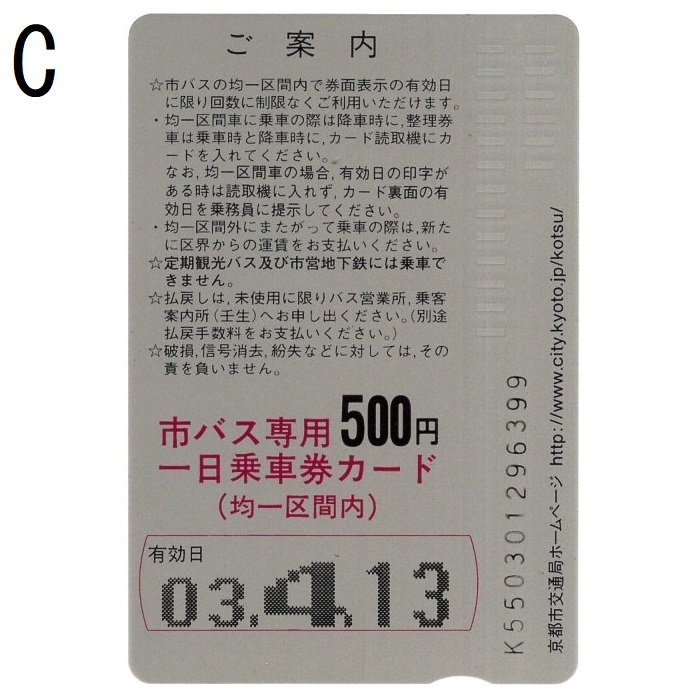 C
ご案内
☆市バスの均一区間内で券面表示の有効日
に限り回数に制限なくご利用いただけます。
・均一区間車に乗車の際は降車時に,整理券
車は乗車時と降車時に,カード読取機にカ
ードを入れてください。
なお,均一区間車の場合,有効日の印字が
ある時は読取機に入れず,カード裏面の有
効日を乗務員に提示してください。
・均一区間外にまたがって乗車の際は,新た
に区界からの運賃をお支払いください。
☆定期観光バス及び市営地下鉄には乗車で
きません。
☆払戻しは,未使用に限りバス営業所,乗客
案内所(壬生)へお申し出ください。(別途
払戻手数料をお支払いください。)
☆破損,信号消去,紛失などに対しては,その
責を負いません。
市バス専用500円
一日乗車券カード
(均一区間内)
有効日
03.4.13
K550301296399
京都市交通局ホームページ http://www.city.kyoto.jp/kotsu/